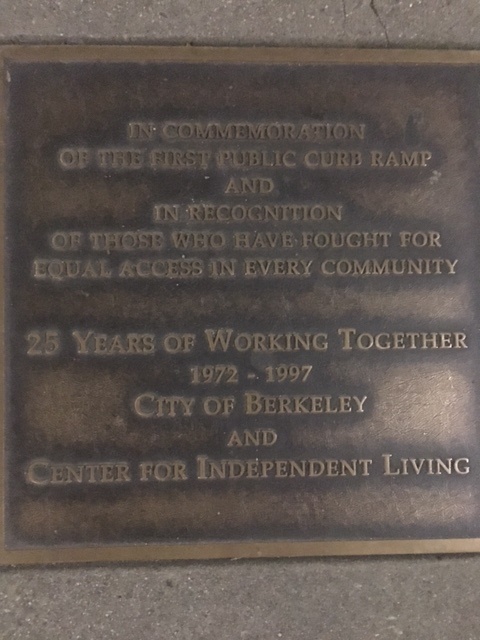 IN COMMEMORATION
OF THE FIRST PUBLIC CURB RAMP
AND
IN RECOGNITION
OF THOSE WHO HAVE FOUGHT FOR
EQUAL ACCESS IN EVERY COMMUNITY
25 YEARS OF WORKING TOGETHER
1972 - 1997
CITY OF BERKELEY
AND
CENTER FOR INDEPENDENT LIVING